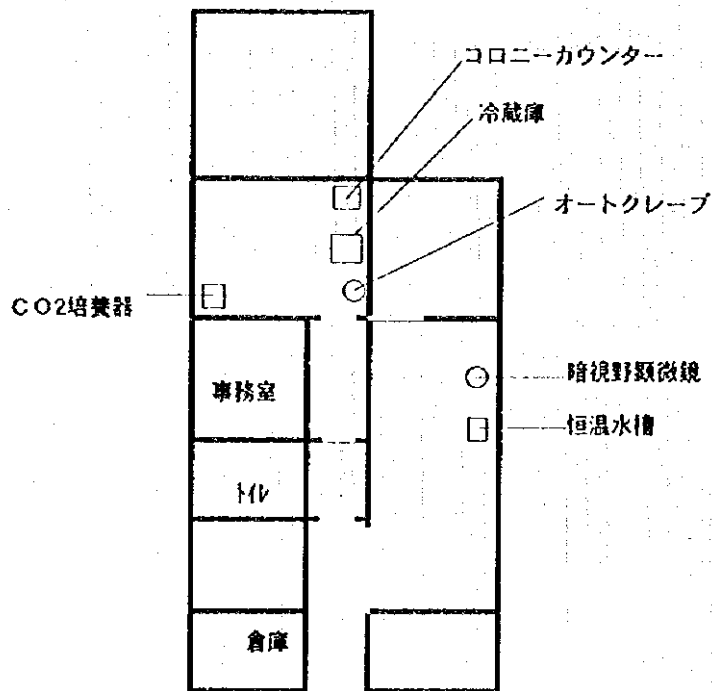 コロニーカウンター
冷蔵庫
オートクレーブ
CO2培養器
事務室
暗視野顕微鏡
恒温水槽
トイレ
倉庫